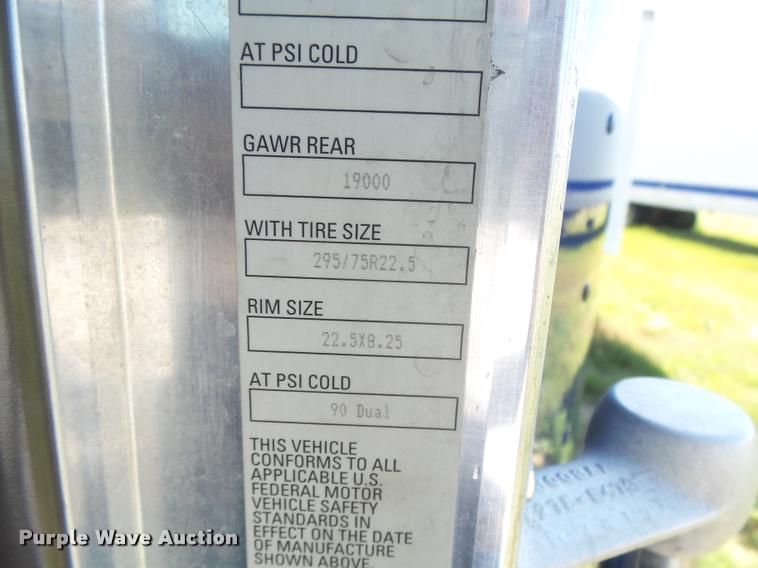 AT PSI COLD
GAWR REAR
19000
WITH TIRE SIZE
295/75R22.5
RIM SIZE
22.5X8.25
AT PSI COLD
90 Dual
THIS VEHICLE
CONFORMS TO ALL
APPLICABLE U.S.
FEDERAL MOTOR
VEHICLE SAFETY
STANDARDS IN
EFFECT ON THE DATE
OF MANUFACTURE
SHOWN ABOVE.
Purple Wave Auction